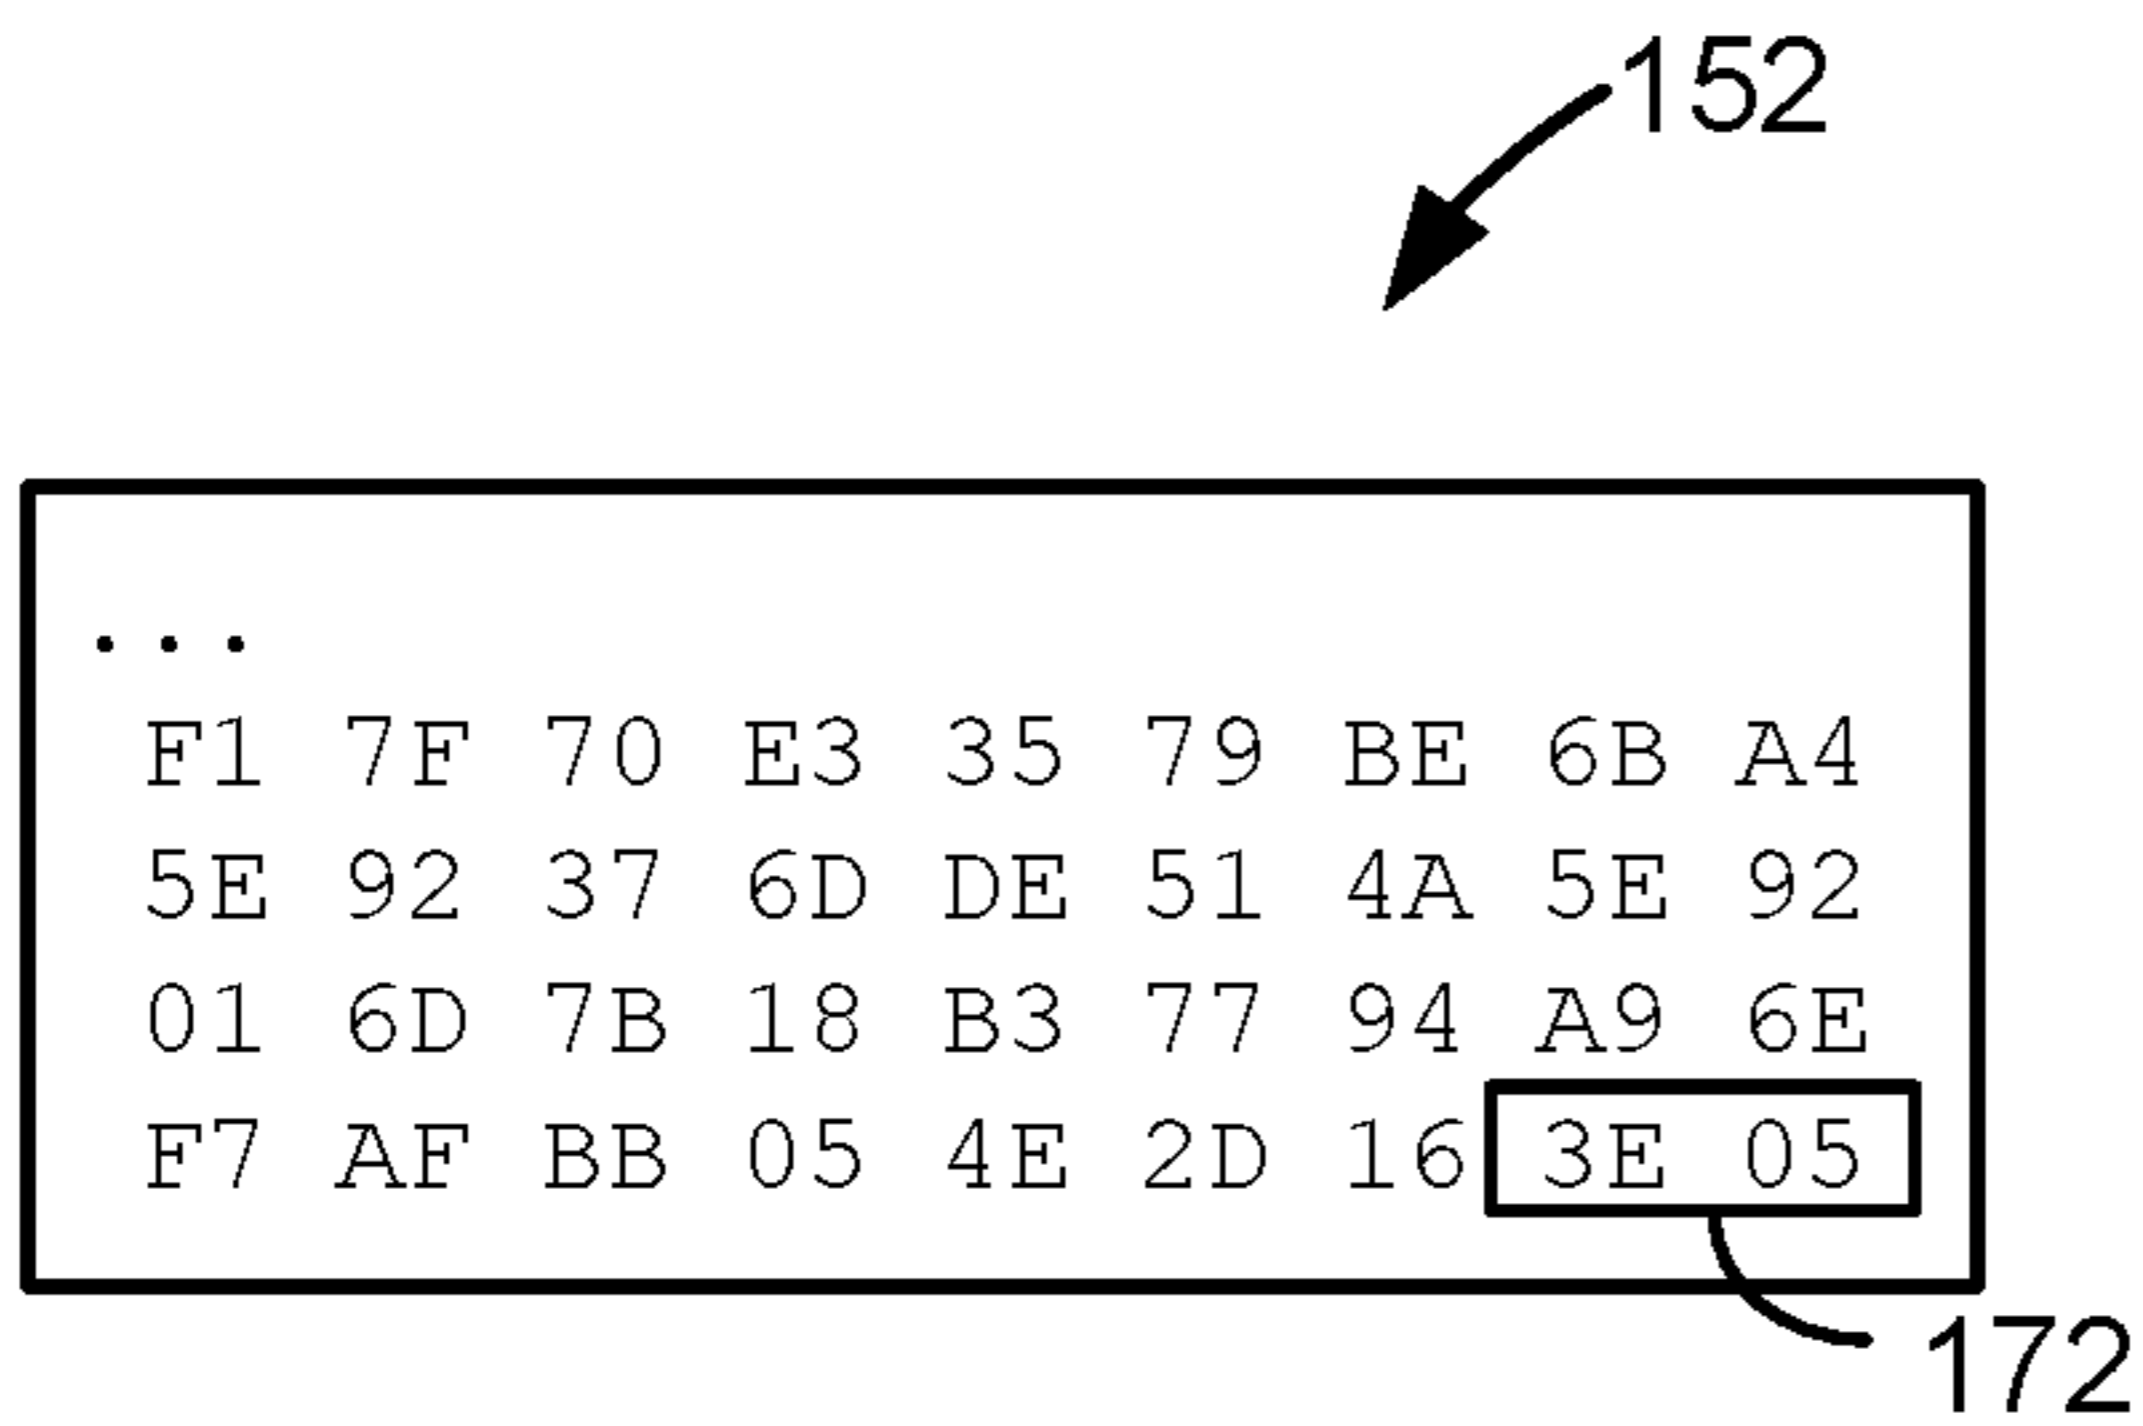 152
...
F1 7F 70 E3 35 79 BE 6B A4
5E 92 37 6D DE 51 4A 5E 92
01 6D 7B 18 B3 77 94 A9 6E
F7 AF BB 05 4E 2D 16 3E 05
172